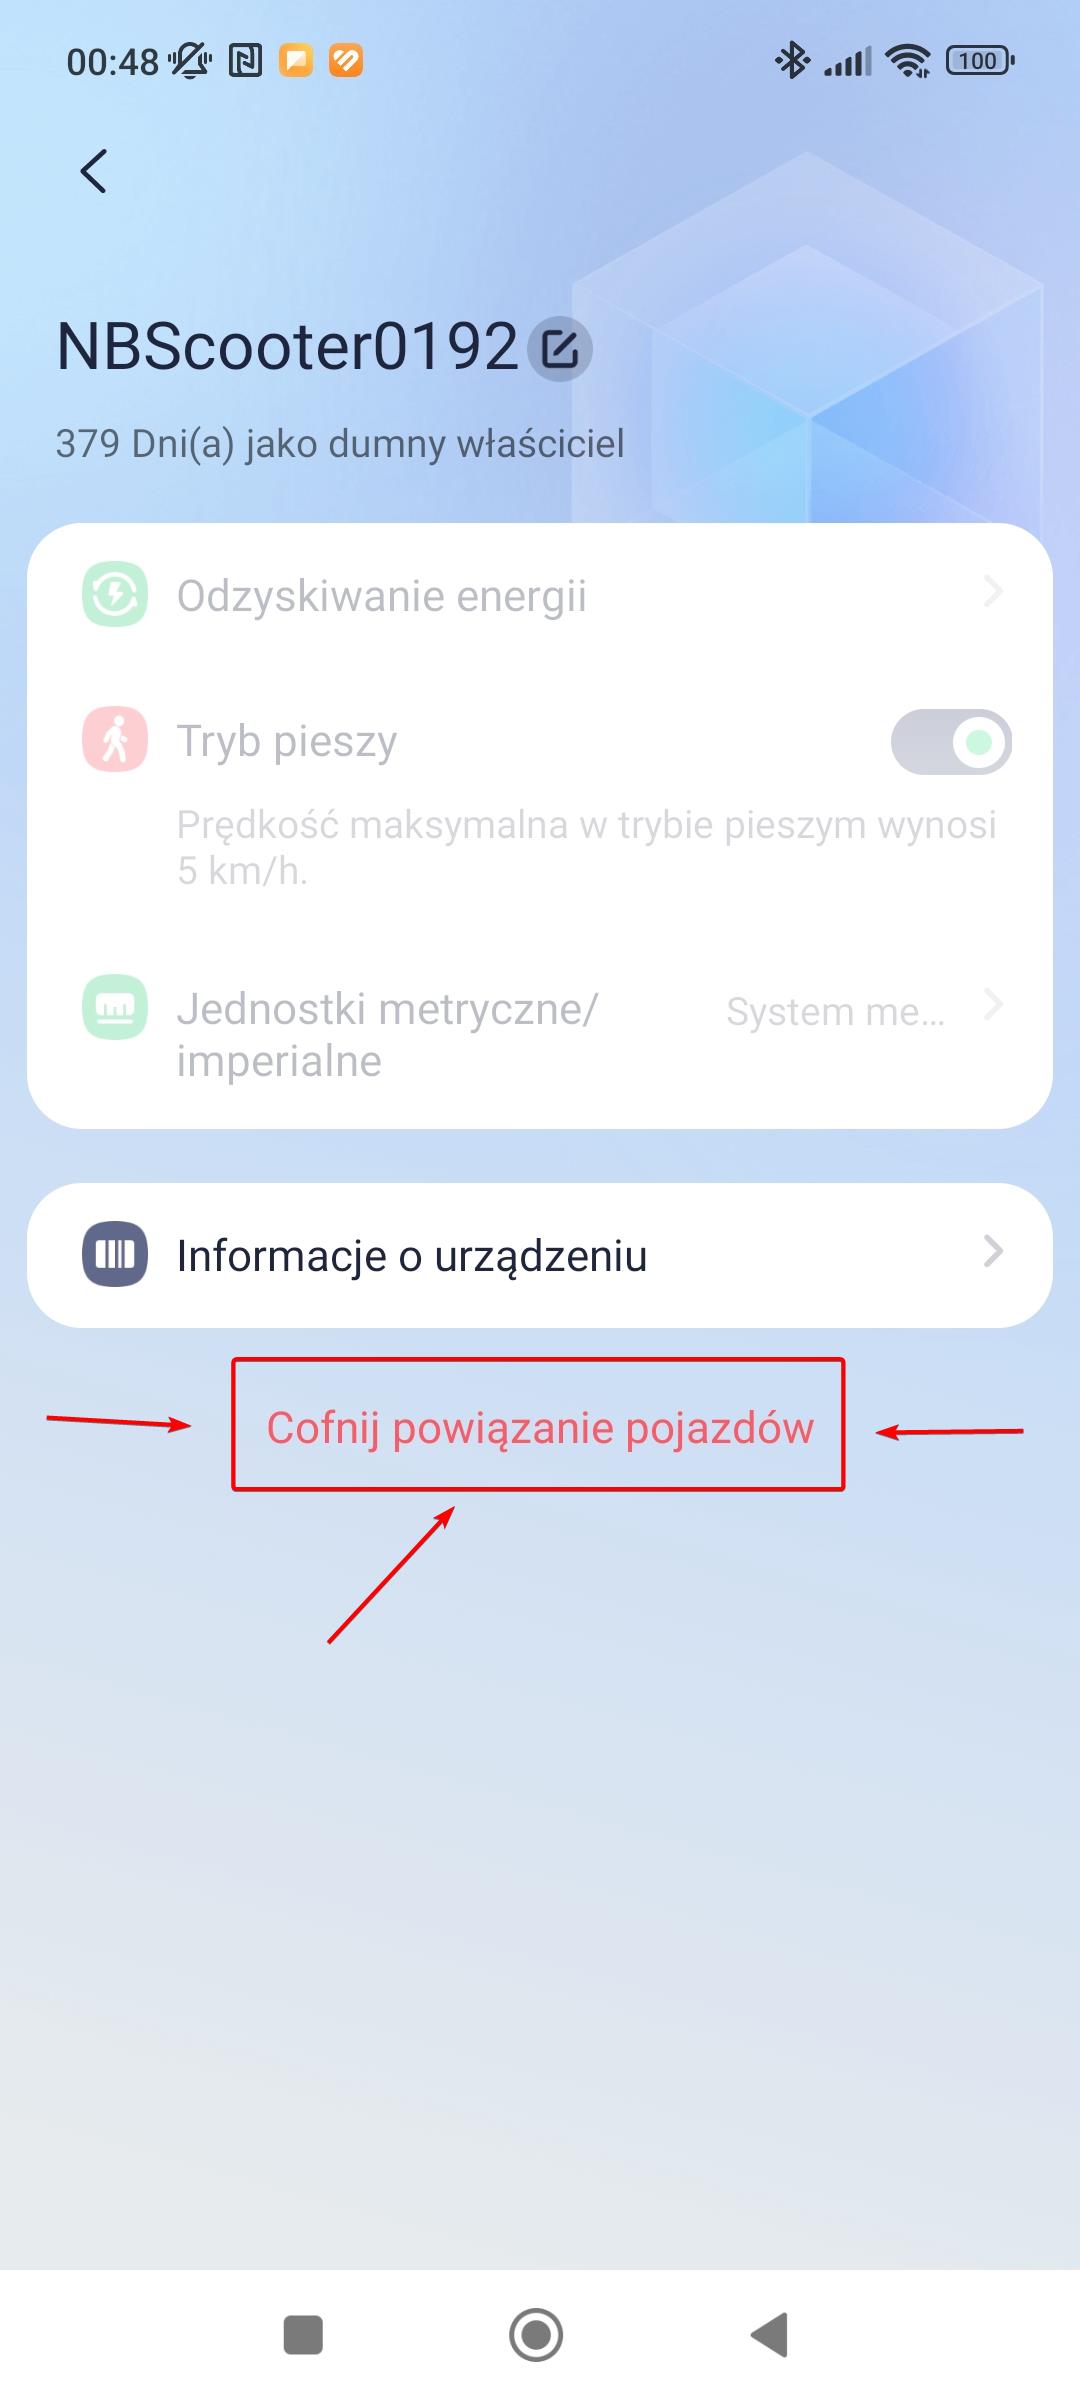 00:48
100
NBScooter0192
379 Dni(a) jako dumny właściciel
Odzyskiwanie energii
Tryb pieszy
Prędkość maksymalna w trybie pieszym wynosi
5 km/h.
Jednostki metryczne/
imperialne
System me...
Informacje o urządzeniu
Cofnij powiązanie pojazdów